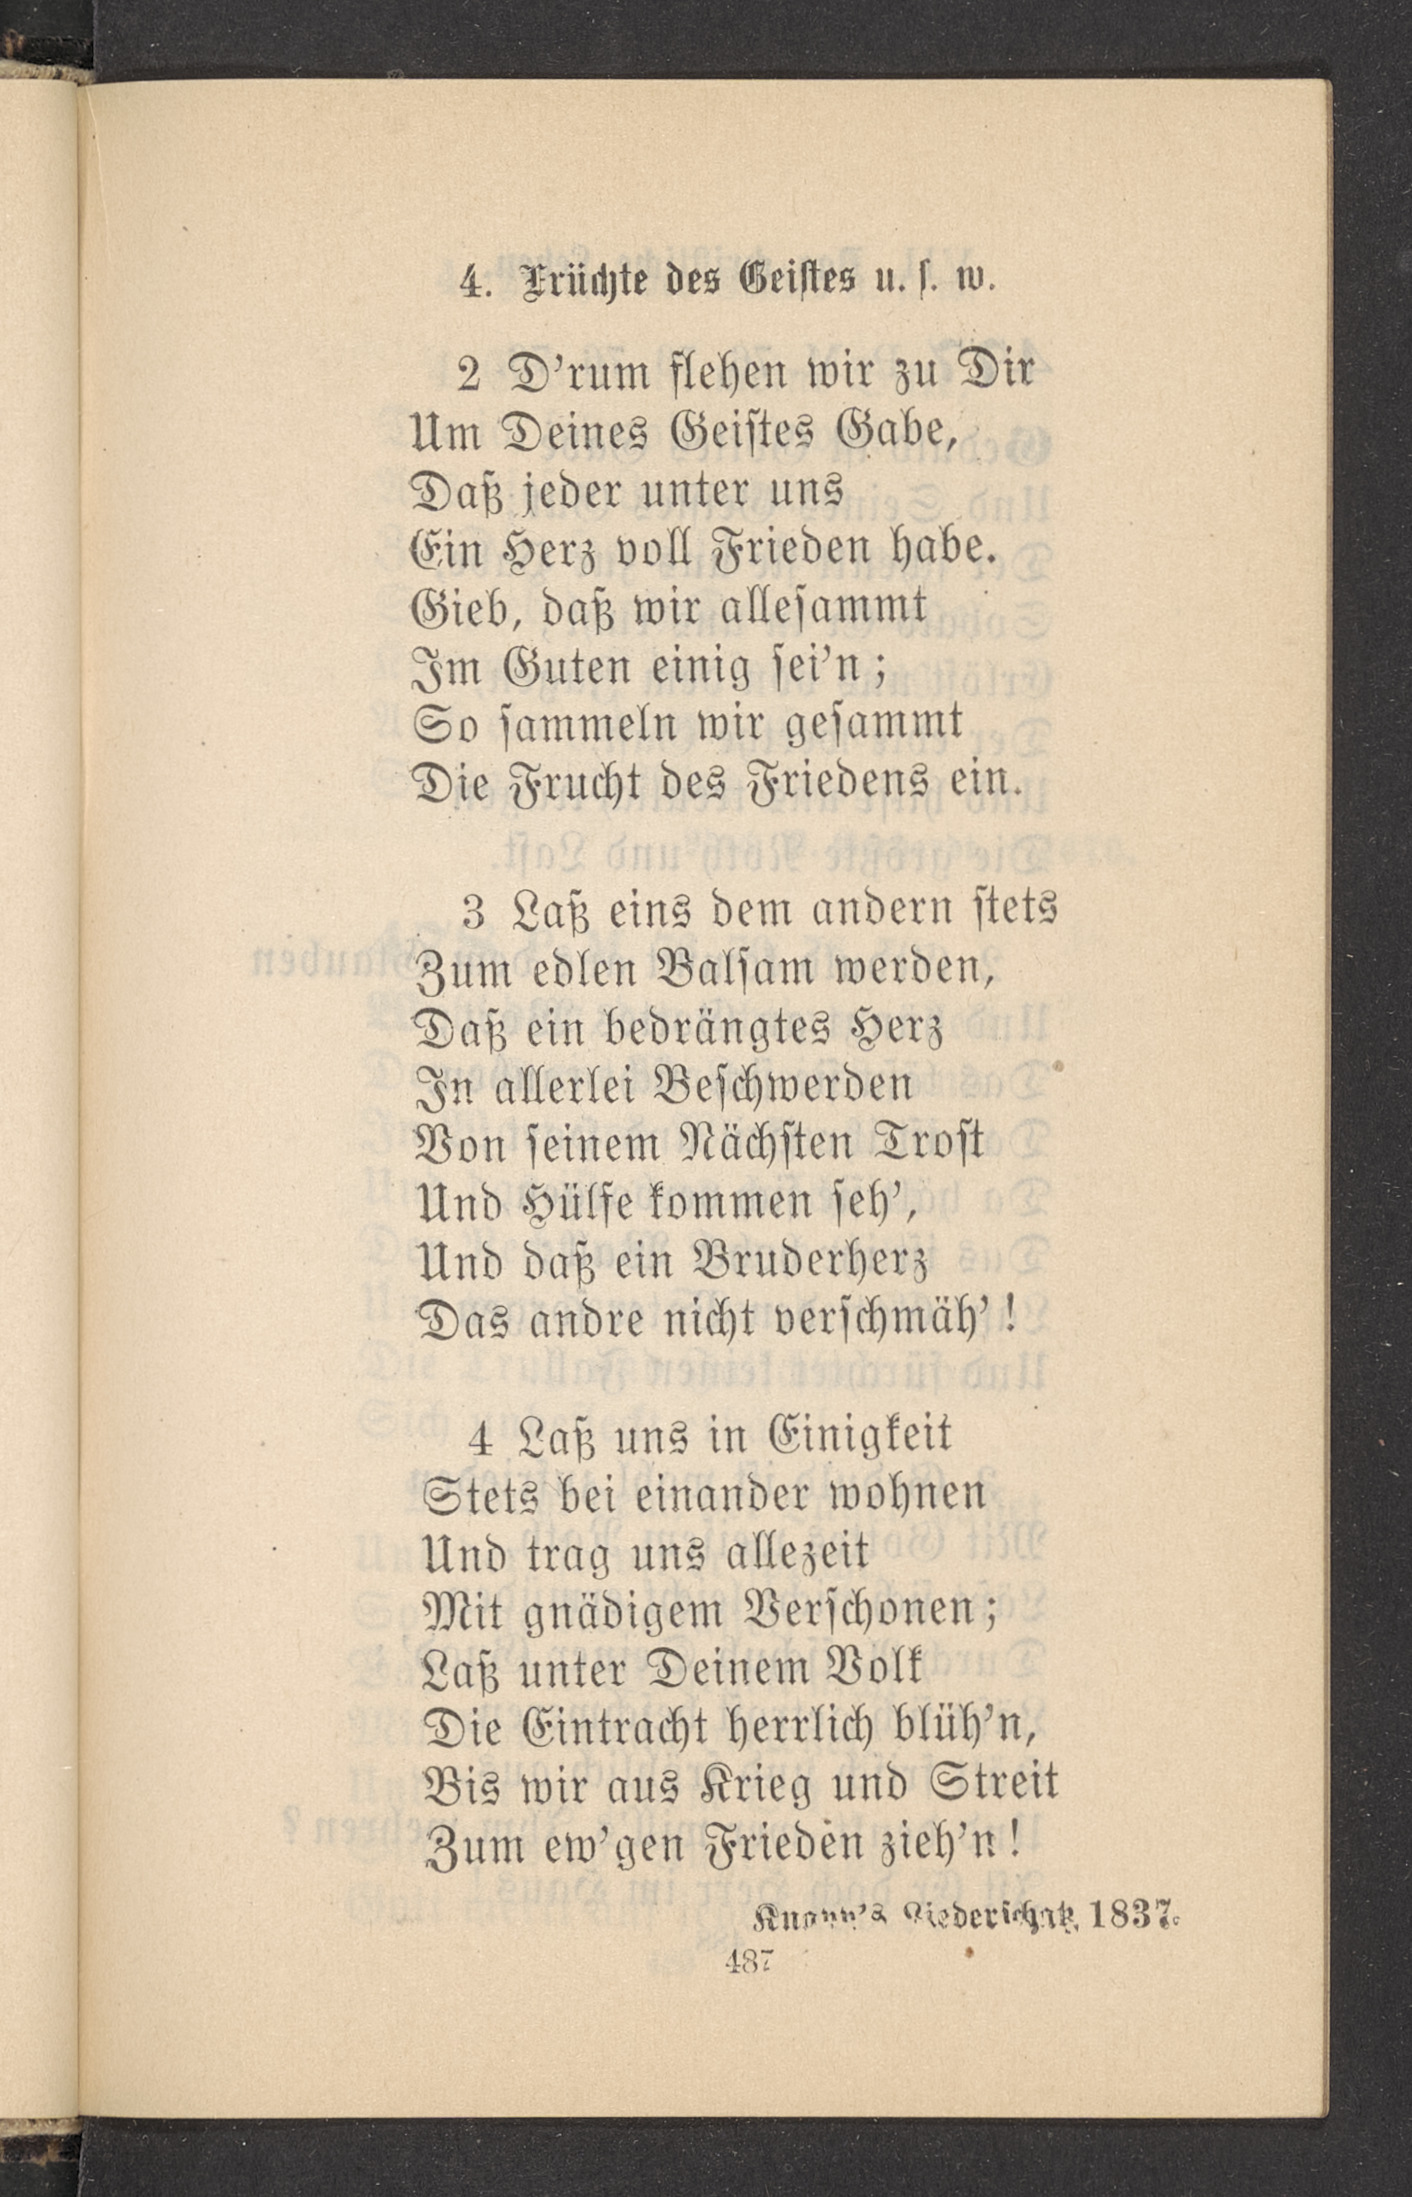 4. Früchte des Geistes u. s. w.
2 D'rum flehen wir zu Dir
Um Deines Geistes Gabe,
Daß jeder unter uns
Ein Herz voll Frieden habe.
Gieb, daß wir allesammt
Im Guten einig sei'n;
So sammeln wir gesammt
Die Frucht des Friedens ein.
3 Laß eins dem andern stets
Zum edlen Balsam werden,
Daß ein bedrängtes Herz
In allerlei Beschwerden
Von seinem Nächsten Trost
Und Hülfe kommen seh',
Und daß ein Bruderherz
Das andre nicht verschmäh'!
4 Laß uns in Einigkeit
Stets bei einander wohnen
Und trag uns allezeit
Mit gnädigem Verschonen;
Laß unter Deinem Volk
Die Eintracht herrlich blüh'n,
Bis wir aus Krieg und Streit
Zum ew'gen Frieden zieh'n!
Knapp's Liederschatz, 1837.
487